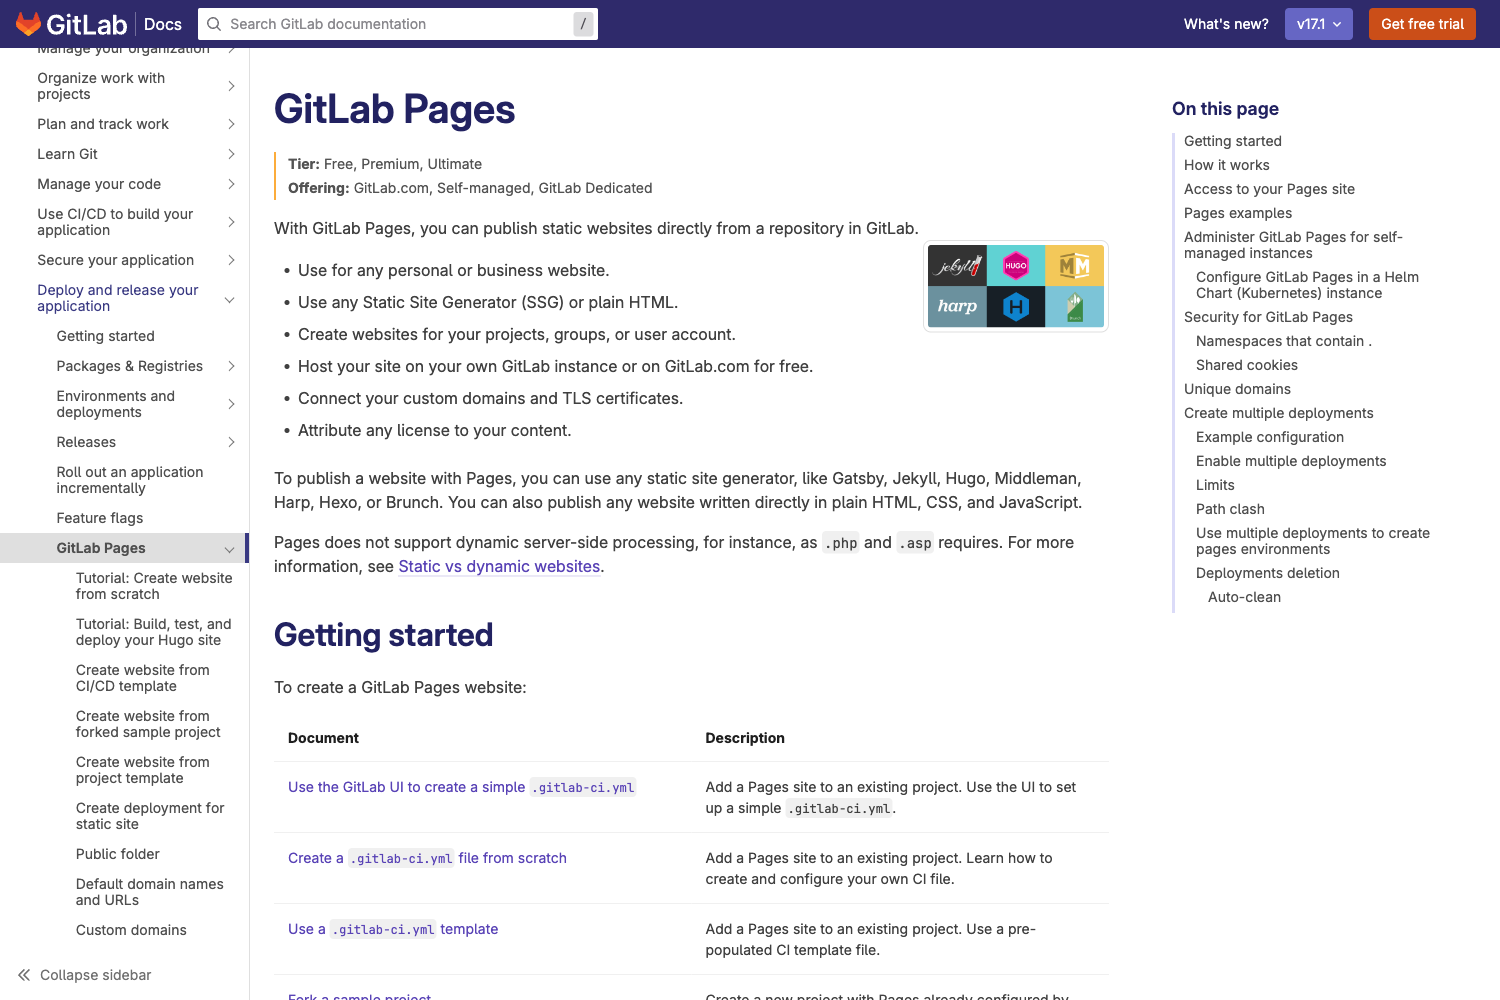 GitLab Docs
Search GitLab documentation
/
What's new?
v17.1
Get free trial
Manage your organization
Organize work with
projects
Plan and track work
Learn Git
Manage your code
Use CI/CD to build your
application
Secure your application
Deploy and release your
application
Getting started
Packages & Registries
Environments and
deployments
Releases
Roll out an application
incrementally
Feature flags
GitLab Pages
Tutorial: Create website
from scratch
Tutorial: Build, test, and
deploy your Hugo site
Create website from
CI/CD template
Create website from
forked sample project
Create website from
project template
Create deployment for
static site
Public folder
Default domain names
and URLs
Custom domains
Collapse sidebar
GitLab Pages
Tier: Free, Premium, Ultimate
Offering: GitLab.com, Self-managed, GitLab Dedicated
With GitLab Pages, you can publish static websites directly from a repository in GitLab.
jekyll
HUGO
MM
harp
H
• Use for any personal or business website.
• Use any Static Site Generator (SSG) or plain HTML.
• Create websites for your projects, groups, or user account.
• Host your site on your own GitLab instance or on GitLab.com for free.
• Connect your custom domains and TLS certificates.
• Attribute any license to your content.
To publish a website with Pages, you can use any static site generator, like Gatsby, Jekyll, Hugo, Middleman,
Harp, Hexo, or Brunch. You can also publish any website written directly in plain HTML, CSS, and JavaScript.
Pages does not support dynamic server-side processing, for instance, as .php and .asp requires. For more
information, see Static vs dynamic websites.
Getting started
To create a GitLab Pages website:
Document
Description
Use the GitLab UI to create a simple .gitlab-ci.yml
Add a Pages site to an existing project. Use the UI to set
up a simple .gitlab-ci.yml.
Create a .gitlab-ci.yml file from scratch
Add a Pages site to an existing project. Learn how to
create and configure your own CI file.
Use a .gitlab-ci.yml template
Add a Pages site to an existing project. Use a pre-
populated CI template file.
Fork a sample project
Create a new project with Pages already configured by
On this page
Getting started
How it works
Access to your Pages site
Pages examples
Administer GitLab Pages for self-
managed instances
Configure GitLab Pages in a Helm
Chart (Kubernetes) instance
Security for GitLab Pages
Namespaces that contain .
Shared cookies
Unique domains
Create multiple deployments
Example configuration
Enable multiple deployments
Limits
Path clash
Use multiple deployments to create
pages environments
Deployments deletion
Auto-clean